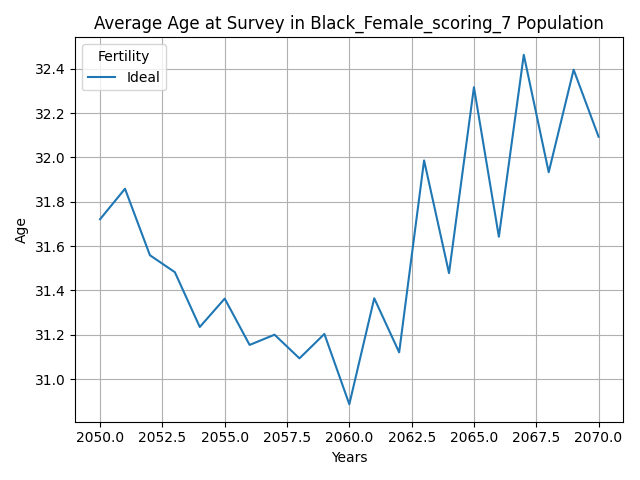 Average Age at Survey in Black_Female_scoring_7 Population
Fertility
Ideal
Age
32.4
32.2
32.0
31.8
31.6
31.4
31.2
31.0
2050.0 2052.5 2055.0 2057.5 2060.0 2062.5 2065.0 2067.5 2070.0
Years